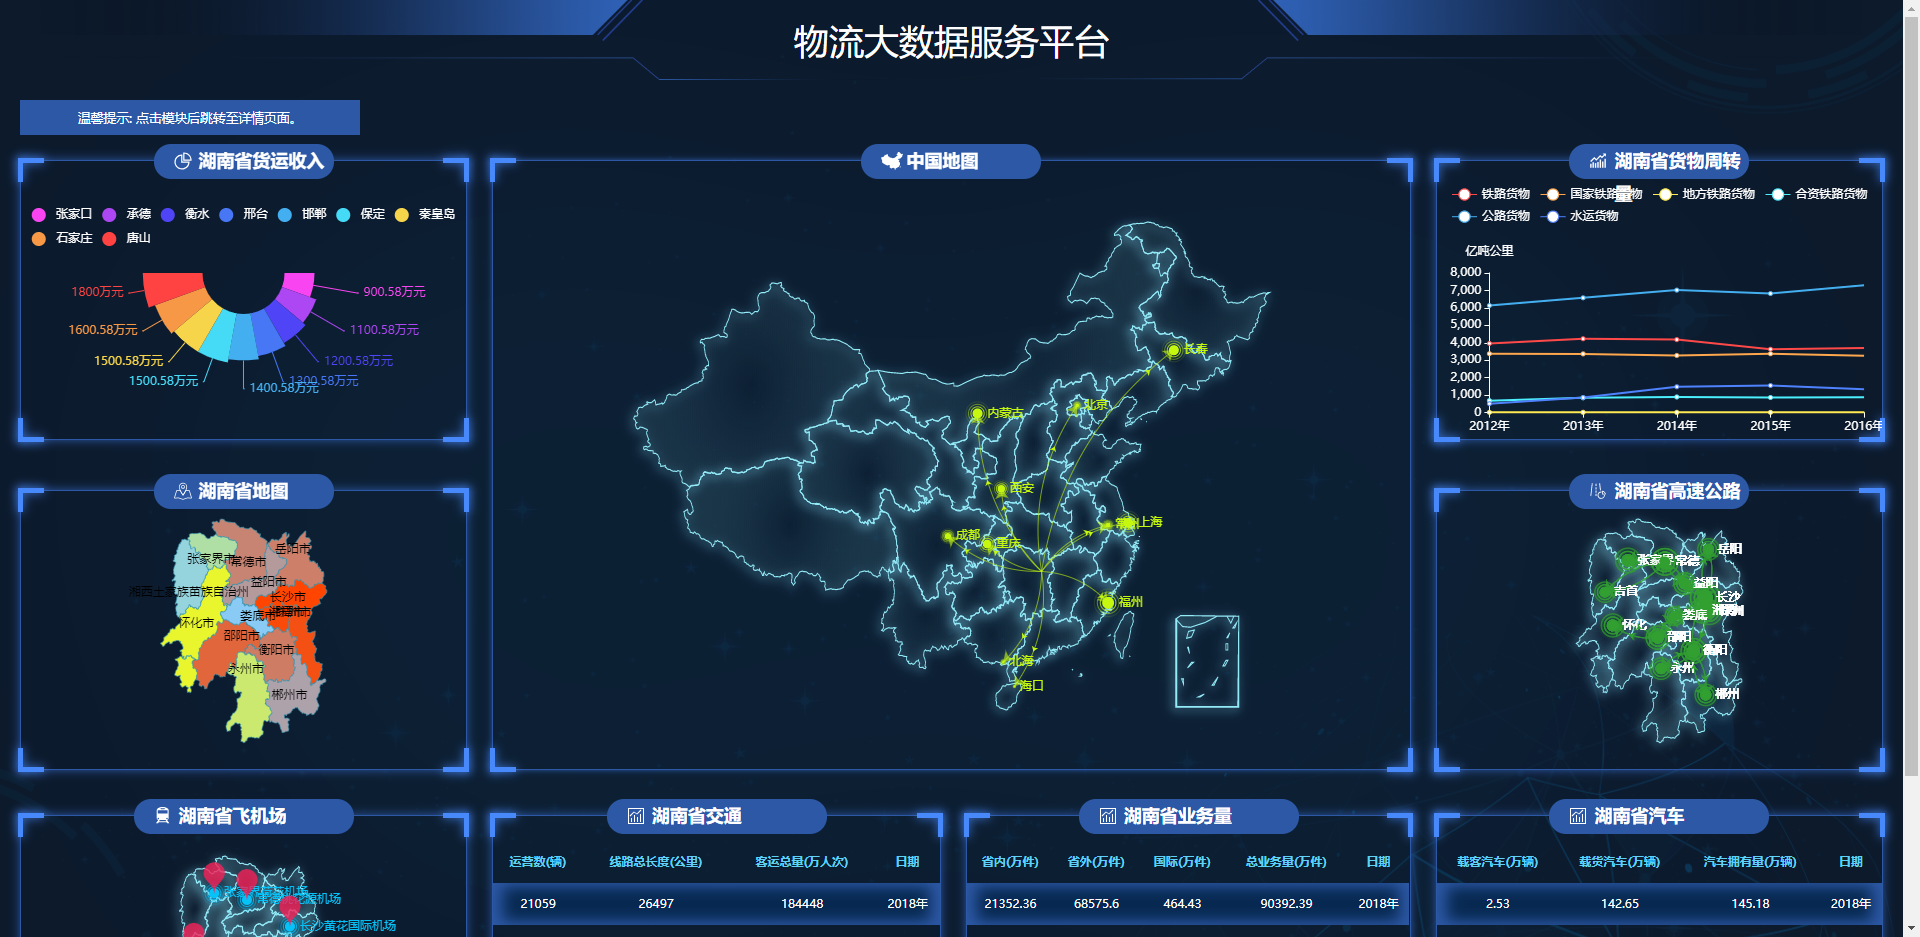 物流大数据服务平台
温馨提示: 点击模块后跳转至详情页面。
湖南省货运收入
张家口 承德 衡水 邢台 邯郸 保定 秦皇岛
石家庄 唐山
1800万元
900.58万元
1600.58万元
1100.58万元
1500.58万元
1200.58万元
1500.58万元
1300.58万元
1400.58万元
中国地图
长春
北京
内蒙古
西安
上海
常州
成都
重庆
福州
北海
海口
湖南省货物周转量
铁路货物 国家铁路货物 地方铁路货物 合资铁路货物
公路货物 水运货物
亿吨公里
8,000
7,000
6,000
5,000
4,000
3,000
2,000
1,000
0
2012年 2013年 2014年 2015年 2016年
湖南省地图
岳阳市
张家界市
常德市
益阳市
湘西土家族苗族自治州
长沙市
娄底市
怀化市
邵阳市
衡阳市
永州市
郴州市
湖南省高速公路
岳阳
张家界
常德
益阳
吉首
长沙
娄底
怀化
邵阳
永州
郴州
湖南省飞机场
张家界荷花机场
常德桃花源机场
长沙黄花国际机场
湖南省交通
运营数(辆) 线路总长度(公里) 客运总量(万人次) 日期
21059 26497 184448 2018年
湖南省业务量
省内(万件) 省外(万件) 国际(万件) 总业务量(万件) 日期
21352.36 68575.6 464.43 90392.39 2018年
湖南省汽车
载客汽车(万辆) 载货汽车(万辆) 汽车拥有量(万辆) 日期
2.53 142.65 145.18 2018年